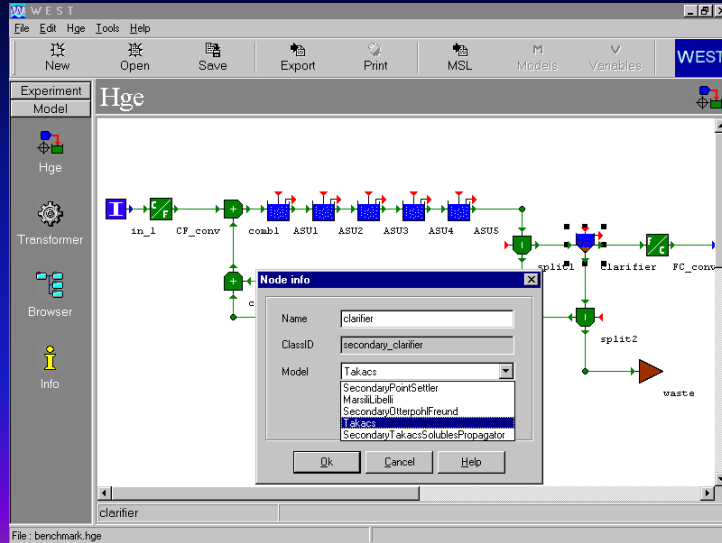 WEST
File Edit Hge Tools Help
New Open Save Export Print MSL Models Variables
WEST
Experiment
Model
Hge
Hge
Transformer
Browser
Info
I C/F + F/C
in_1 CF_conv comb1 ASU1 ASU2 ASU3 ASU4 ASU5
split1 clarifier FC_conv
+
c
split2
waste
Node info
Name clarifier
ClassID secondary_clarifier
Model Takacs
SecondaryPointSettler
MarsiliLibelli
SecondaryOtterpohlFreund
Takacs
SecondaryTakacsSolublesPropagator
Ok Cancel Help
clarifier
File : benchmark.hge